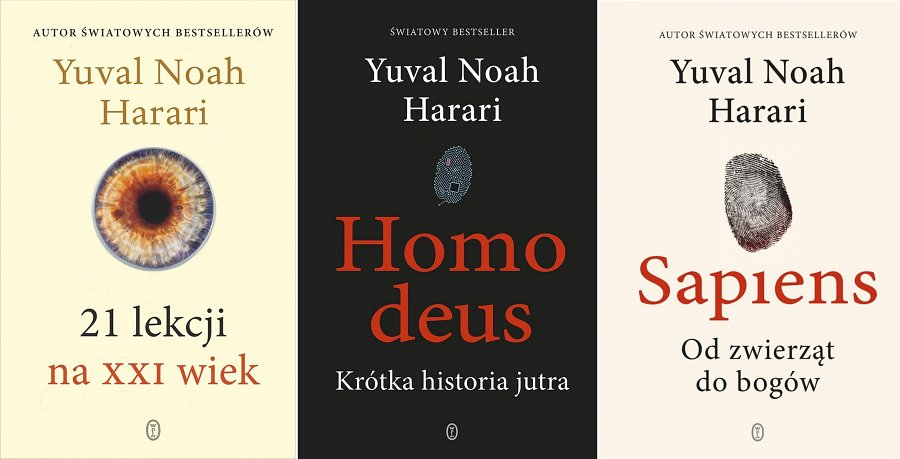 AUTOR ŚWIATOWYCH BESTSELLERÓW
Yuval Noah
Harari
21 lekcji
na XXI wiek
ŚWIATOWY BESTSELLER
Yuval Noah
Harari
Homo
deus
Krótka historia jutra
AUTOR ŚWIATOWYCH BESTSELLERÓW
Yuval Noah
Harari
Sapıens
Od zwierząt
do bogów